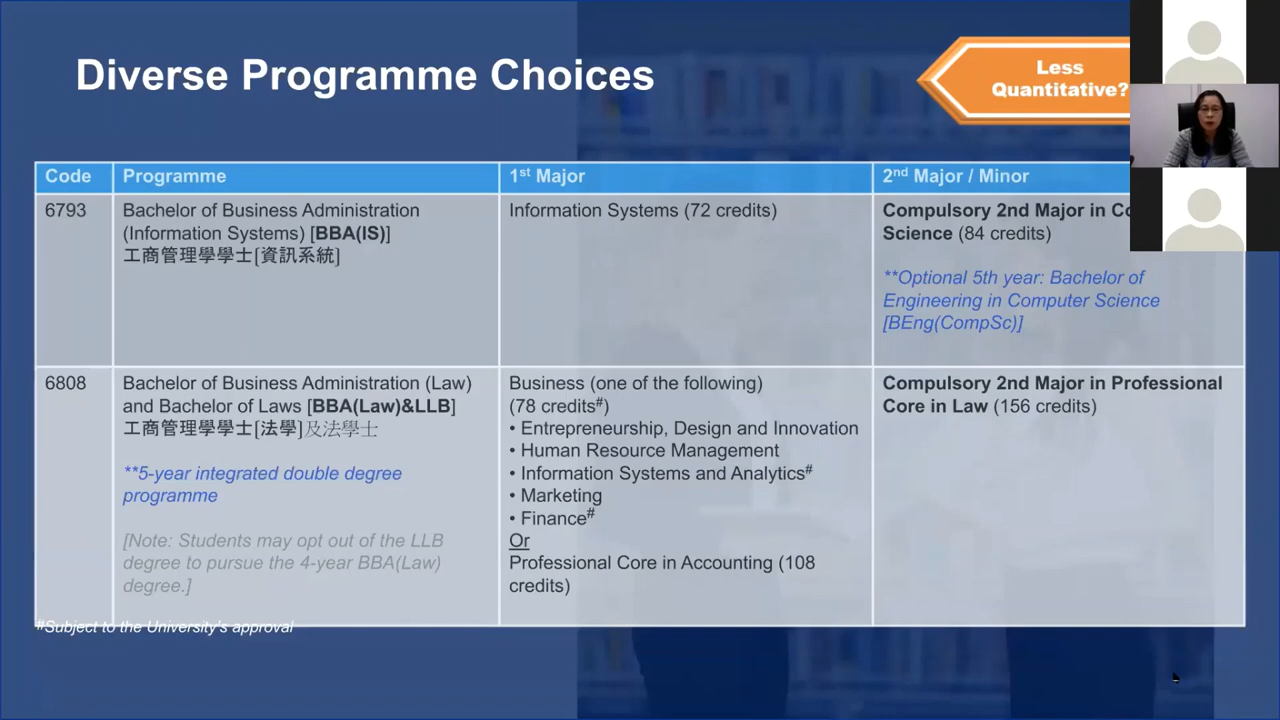 Diverse Programme Choices
Less
Quantitative?
Code
Programme
1st Major
2nd Major / Minor
6793
Bachelor of Business Administration
(Information Systems) [BBA(IS)]
工商管理學學士[資訊系統]
Information Systems (72 credits)
Compulsory 2nd Major in
Science (84 credits)
**Optional 5th year: Bachelor of
Engineering in Computer Science
[BEng(CompSc)]
6808
Bachelor of Business Administration (Law)
and Bachelor of Laws [BBA(Law)&LLB]
工商管理學學士[法學]及法學士
**5-year integrated double degree
programme
[Note: Students may opt out of the LLB
degree to pursue the 4-year BBA(Law)
degree.]
Business (one of the following)
(78 credits#)
• Entrepreneurship, Design and Innovation
• Human Resource Management
• Information Systems and Analytics#
• Marketing
• Finance#
Or
Professional Core in Accounting (108
credits)
Compulsory 2nd Major in Professional
Core in Law (156 credits)
#Subject to the University's approval